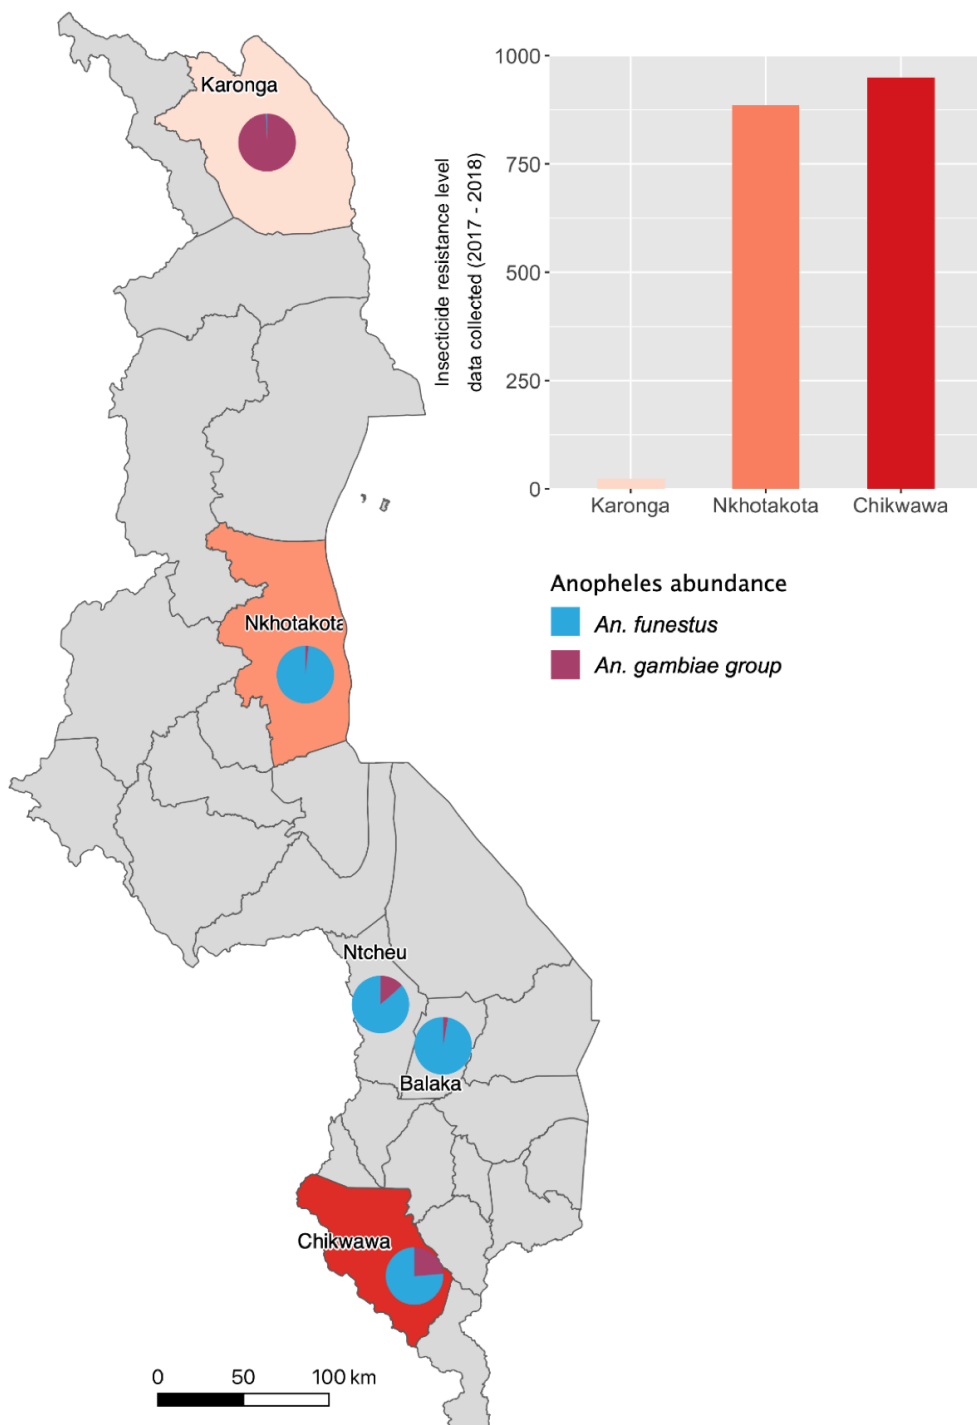 Karonga
1000
750
500
250
0
Insecticide resistance level
data collected (2017 - 2018)
Karonga Nkhotakota Chikwawa
Anopheles abundance
An. funestus
An. gambiae group
Nkhotakota
Ntcheu
Balaka
Chikwawa
0 50 100 km